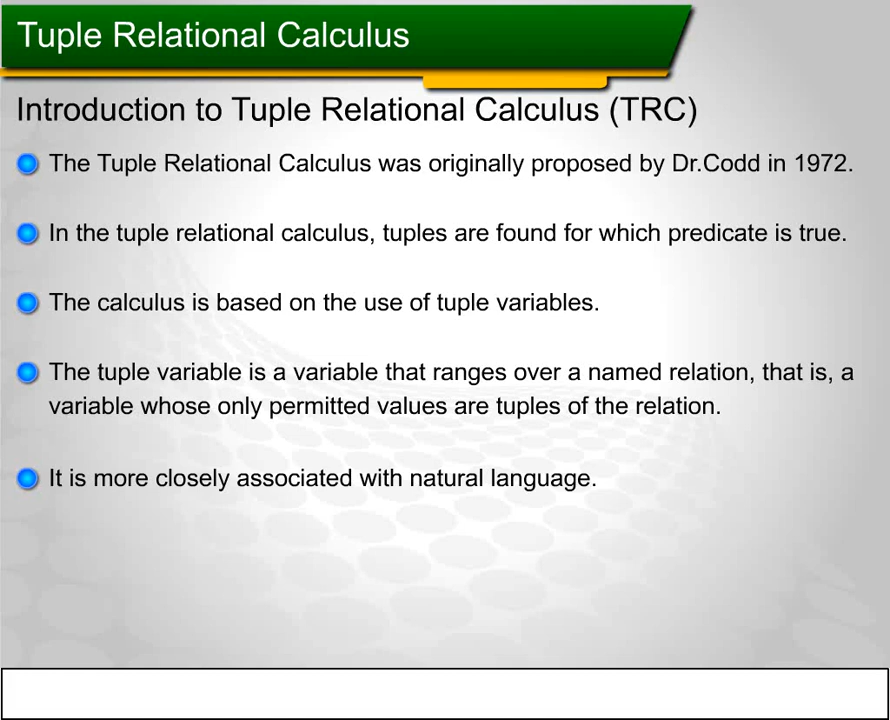 Tuple Relational Calculus
Introduction to Tuple Relational Calculus (TRC)
The Tuple Relational Calculus was originally proposed by Dr.Codd in 1972.
In the tuple relational calculus, tuples are found for which predicate is true.
The calculus is based on the use of tuple variables.
The tuple variable is a variable that ranges over a named relation, that is, a
variable whose only permitted values are tuples of the relation.
It is more closely associated with natural language.